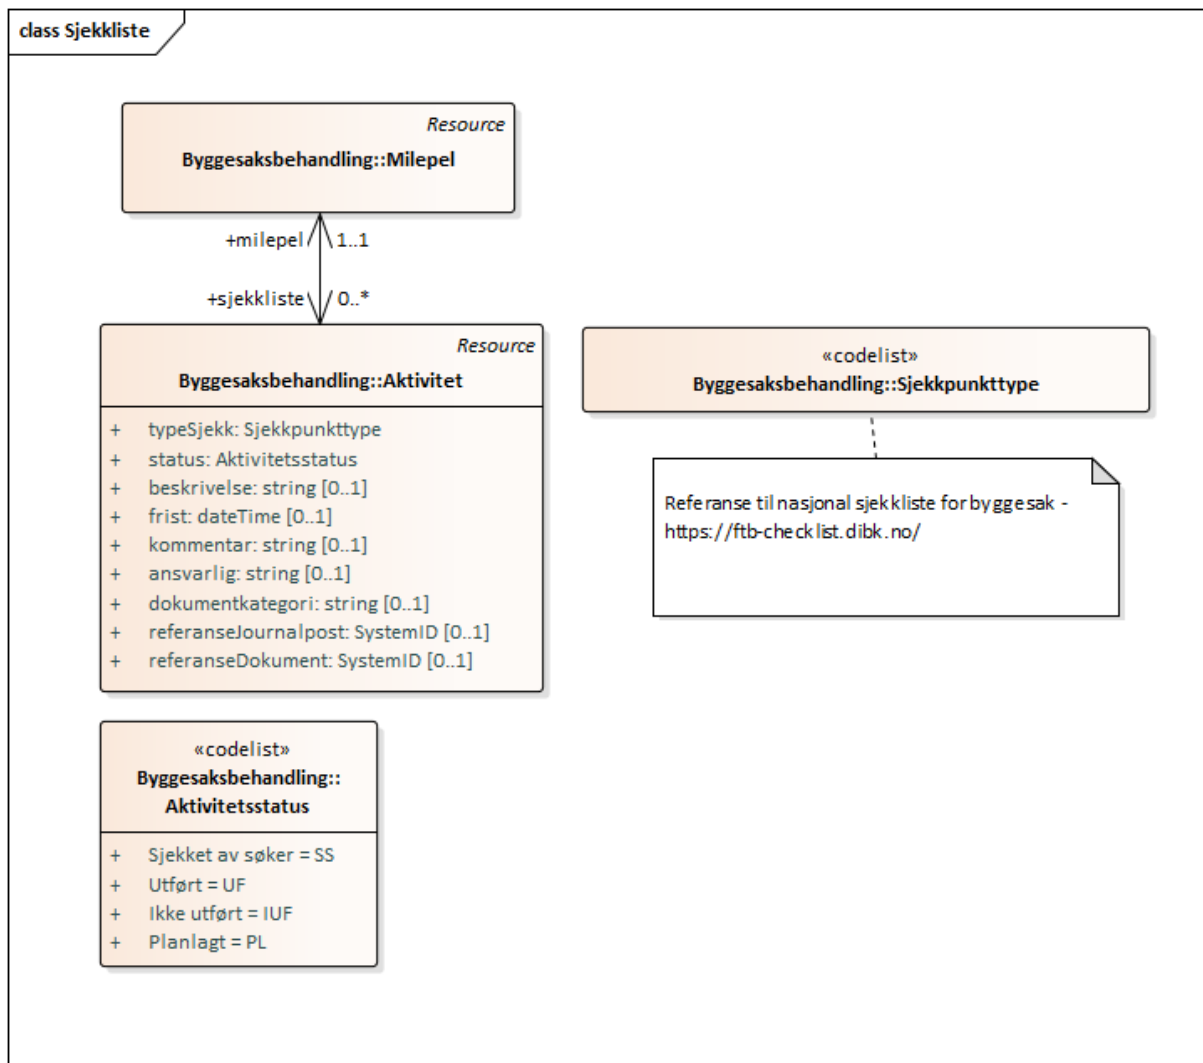 class Sjekkliste
Resource
Byggesaksbehandling::Milepel
+milepel 1..1
+sjekkliste 0..*
Resource
Byggesaksbehandling::Aktivitet
+ typeSjekk: Sjekkpunkttype
+ status: Aktivitetsstatus
+ beskrivelse: string [0..1]
+ frist: dateTime [0..1]
+ kommentar: string [0..1]
+ ansvarlig: string [0..1]
+ dokumentkategori: string [0..1]
+ referanseJournalpost: SystemID [0..1]
+ referanseDokument: SystemID [0..1]
«codelist»
Byggesaksbehandling::Sjekkpunkttype
Referanse til nasjonal sjekkliste for byggesak -
https://ftb-checklist.dibk.no/
«codelist»
Byggesaksbehandling::
Aktivitetsstatus
+ Sjekket av søker = SS
+ Utført = UF
+ Ikke utført = IUF
+ Planlagt = PL